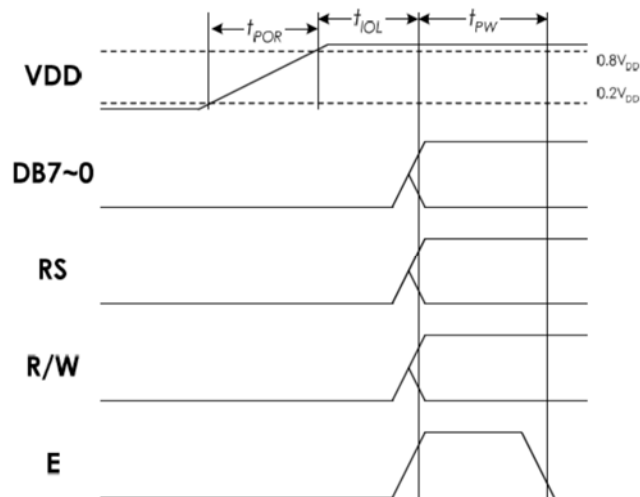 tPOR tIOL tPW
VDD
0.8VDD
0.2VDD
DB7~0
RS
R/W
E